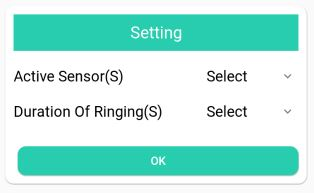 Setting
Active Sensor(S) Select
Duration Of Ringing(S) Select
OK